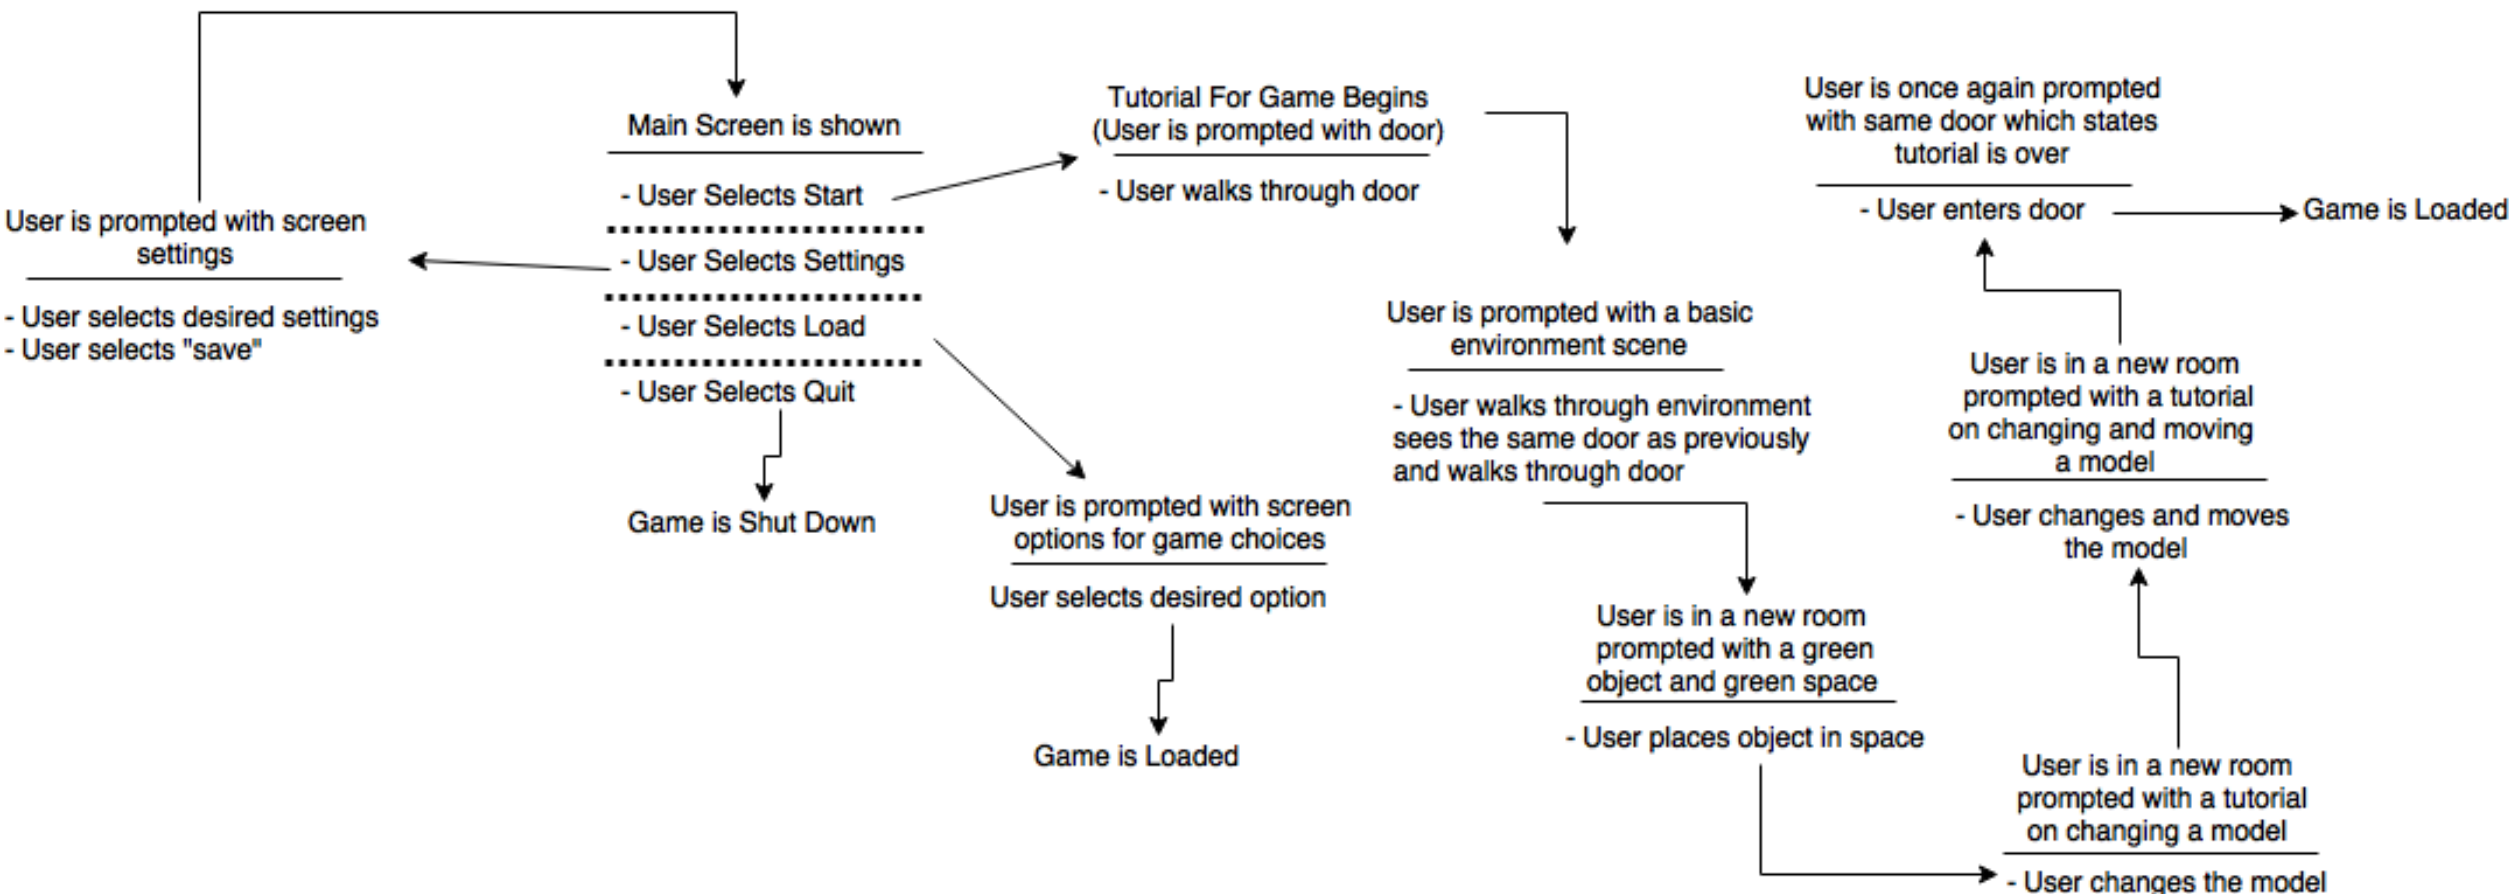 Main Screen is shown
- User Selects Start
- User Selects Settings
- User Selects Load
- User Selects Quit
Game is Shut Down
User is prompted with screen
settings
- User selects desired settings
- User selects "save"
Tutorial For Game Begins
(User is prompted with door)
- User walks through door
User is prompted with screen
options for game choices
User selects desired option
Game is Loaded
User is prompted with a basic
environment scene
- User walks through environment
sees the same door as previously
and walks through door
User is in a new room
prompted with a green
object and green space
- User places object in space
User is in a new room
prompted with a tutorial
on changing a model
- User changes the model
User is in a new room
prompted with a tutorial
on changing and moving
a model
- User changes and moves
the model
User is once again prompted
with same door which states
tutorial is over
- User enters door
Game is Loaded